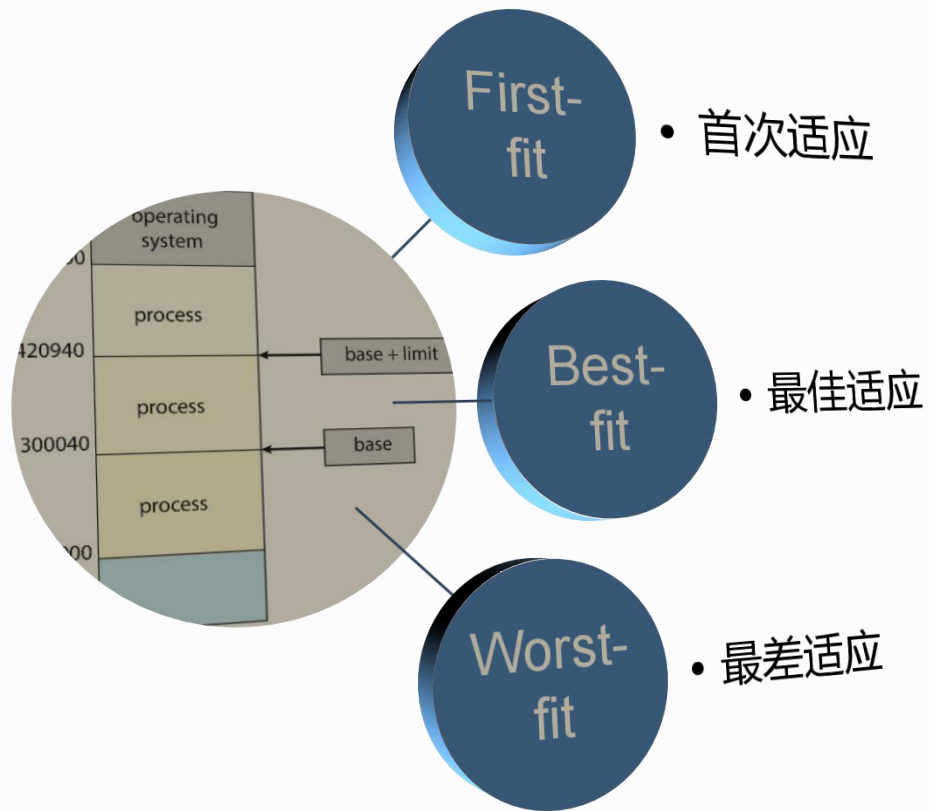 First-
fit
• 首次适应
operating
system
process
420940
base + limit
process
300040
base
process
Best-
fit
• 最佳适应
Worst-
fit
• 最差适应